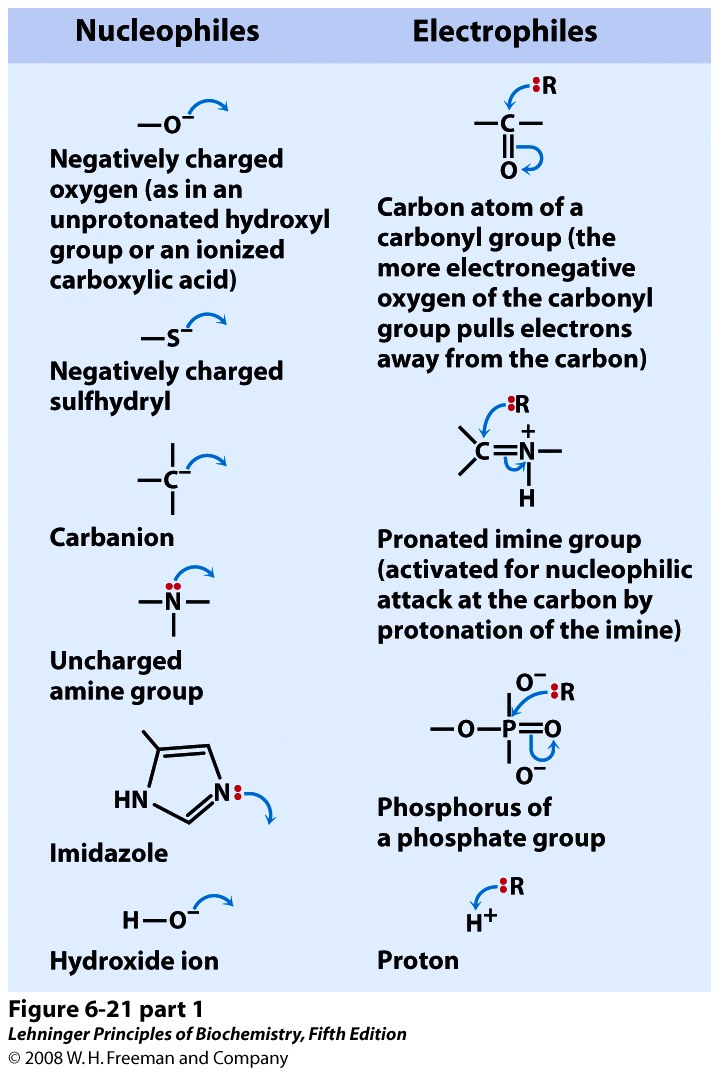 Nucleophiles
—O⁻
Negatively charged
oxygen (as in an
unprotonated hydroxyl
group or an ionized
carboxylic acid)
—S⁻
Negatively charged
sulfhydryl
—C⁻
Carbanion
—N—
Uncharged
amine group
HN N:
Imidazole
H—O⁻
Hydroxide ion
Electrophiles
:R
—C—
O
Carbon atom of a
carbonyl group (the
more electronegative
oxygen of the carbonyl
group pulls electrons
away from the carbon)
:R
+
C=N—
H
Pronated imine group
(activated for nucleophilic
attack at the carbon by
protonation of the imine)
O⁻ :R
—O—P=O
O⁻
Phosphorus of
a phosphate group
:R
H⁺
Proton
Figure 6-21 part 1
Lehninger Principles of Biochemistry, Fifth Edition
© 2008 W. H. Freeman and Company